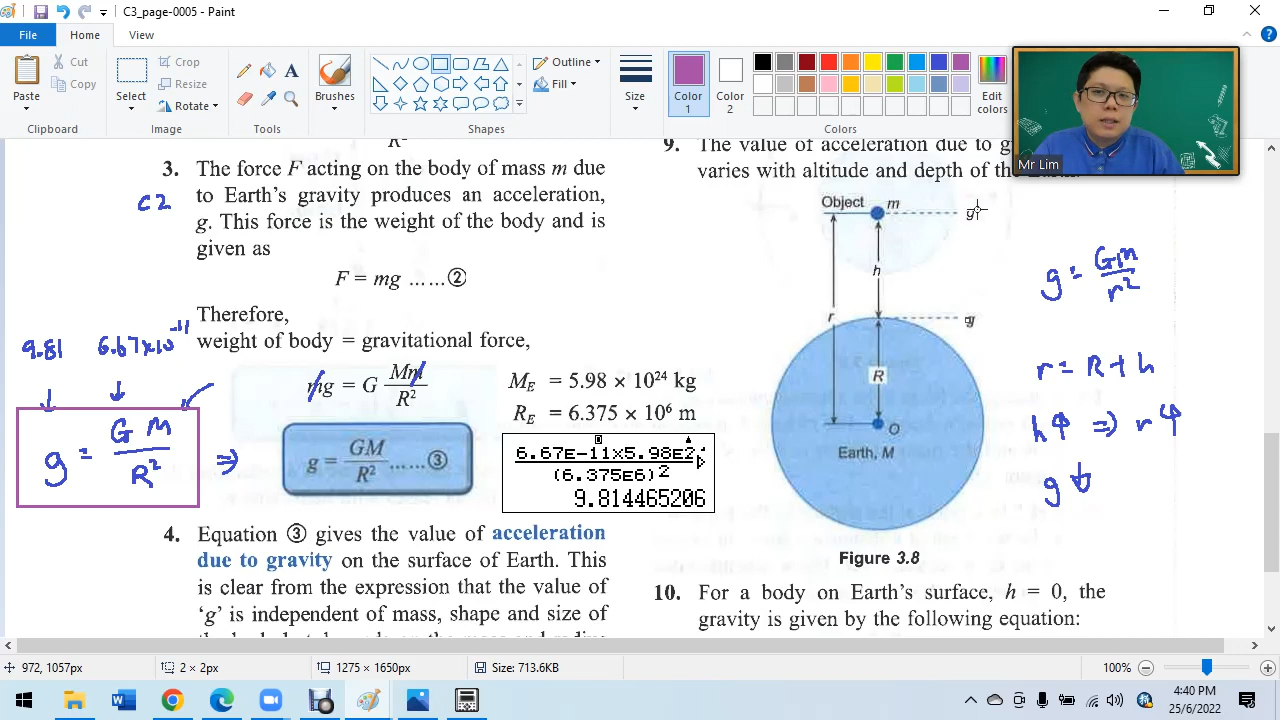 C3_page-0005 - Paint
File
Home
View
Paste
Cut
Copy
Clipboard
Select
Crop
Resize
Rotate
Image
Tools
Brushes
Shapes
Outline
Fill
Size
Color 1
Color 2
Edit colors
Colors
Mr Lim
R²
3. The force F acting on the body of mass m due
to Earth's gravity produces an acceleration,
g. This force is the weight of the body and is
given as
F = mg ......②
Therefore,
weight of body = gravitational force,
mg = G Mm/R²
g = GM/R² ......③
C2
9.81
6.67×10⁻¹¹
g = GM/R² ⇒
M_E = 5.98 × 10²⁴ kg
R_E = 6.375 × 10⁶ m
6.67E-11×5.98E2
(6.375E6)²
9.814465206
4. Equation ③ gives the value of acceleration
due to gravity on the surface of Earth. This
is clear from the expression that the value of
'g' is independent of mass, shape and size of
9. The value of acceleration due to
varies with altitude and depth of the Earth.
Object
m
g'
h
r
g
R
O
Earth, M
Figure 3.8
g = GM/r²
r = R + h
h↑ ⇒ r↑
g↓
10. For a body on Earth's surface, h = 0, the
gravity is given by the following equation:
972, 1057px
2 × 2px
1275 × 1650px
Size: 713.6KB
100%
4:40 PM
25/6/2022